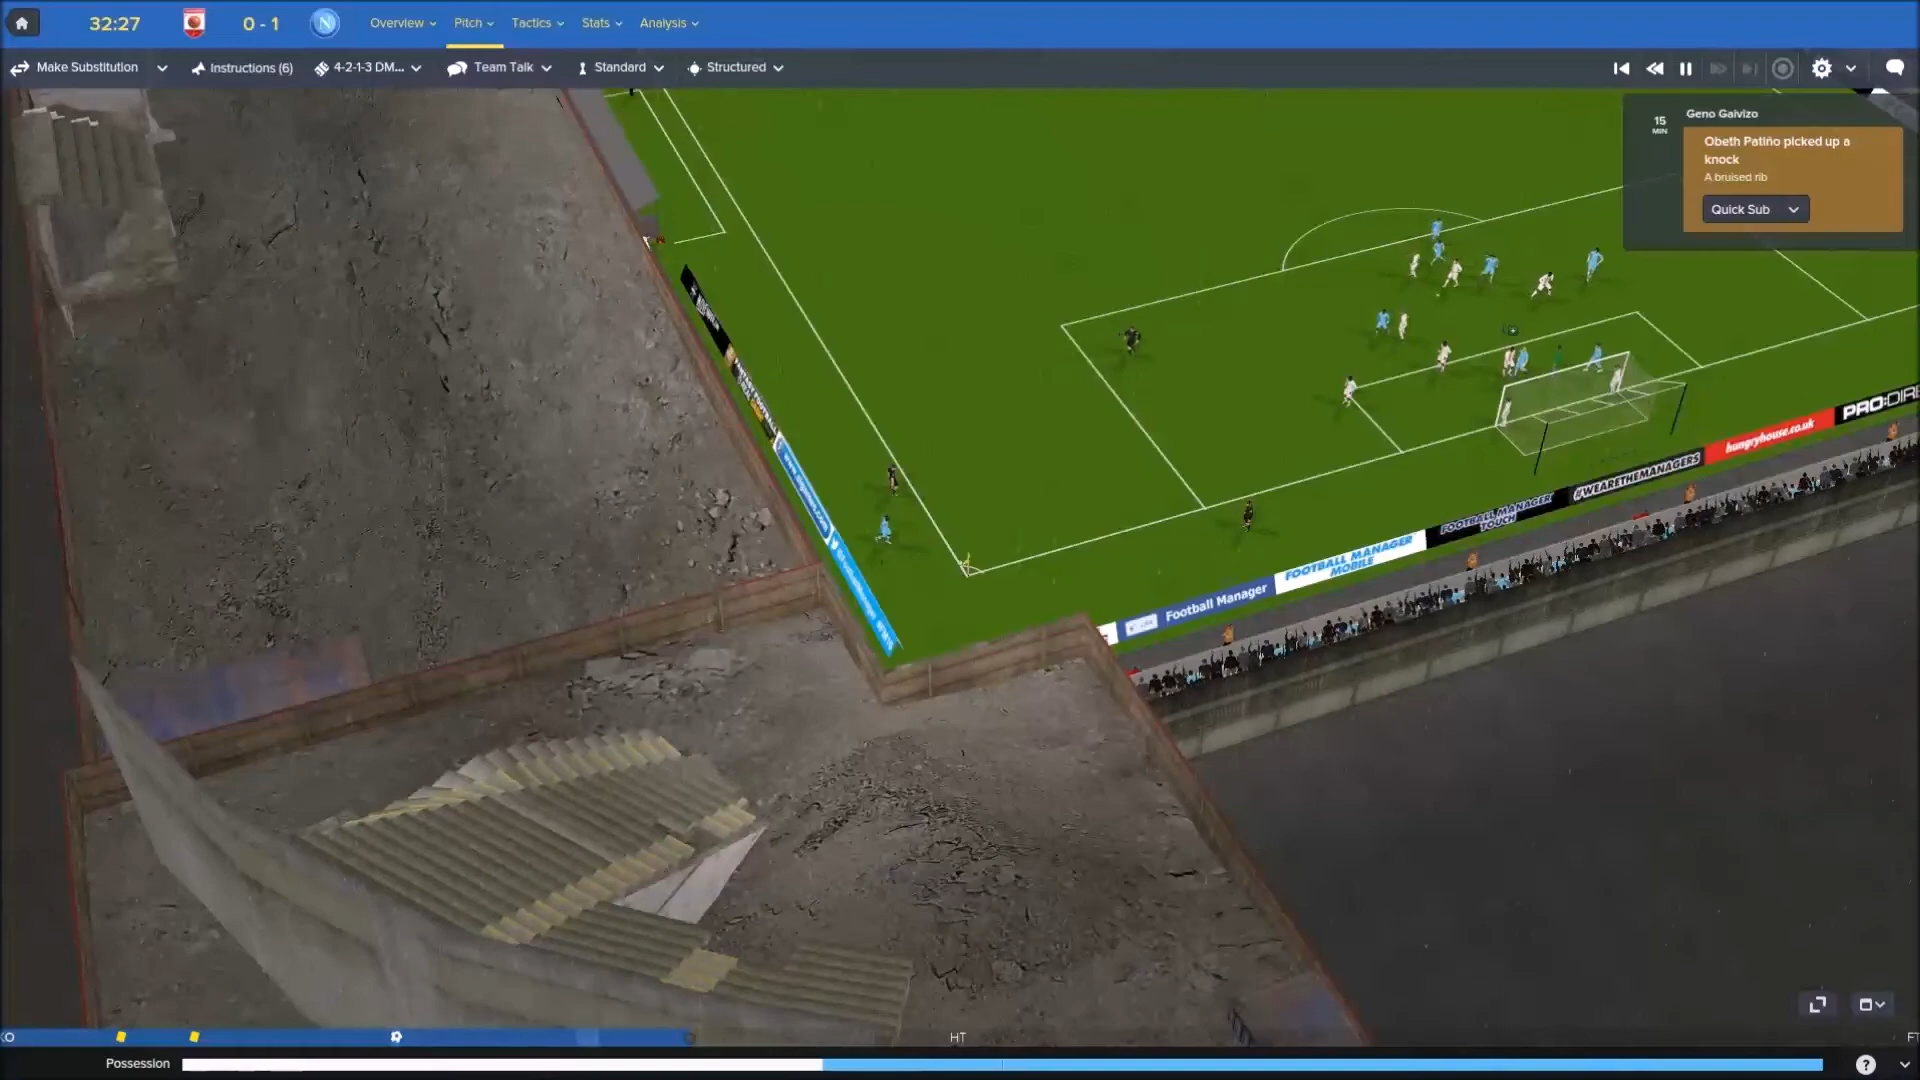 32:27
0 - 1
N
Overview
Pitch
Tactics
Stats
Analysis
Make Substitution
Instructions (6)
4-2-1-3 DM...
Team Talk
Standard
Structured
15
MIN
Geno Galvizo
Obeth Patiño picked up a
knock
A bruised rib
Quick Sub
PRO:DIRE
hungryhouse.co.uk
#WEARETHEMANAGERS
FOOTBALL MANAGER
TOUCH
FOOTBALL MANAGER
MOBILE
Football Manager
HT
Possession
?